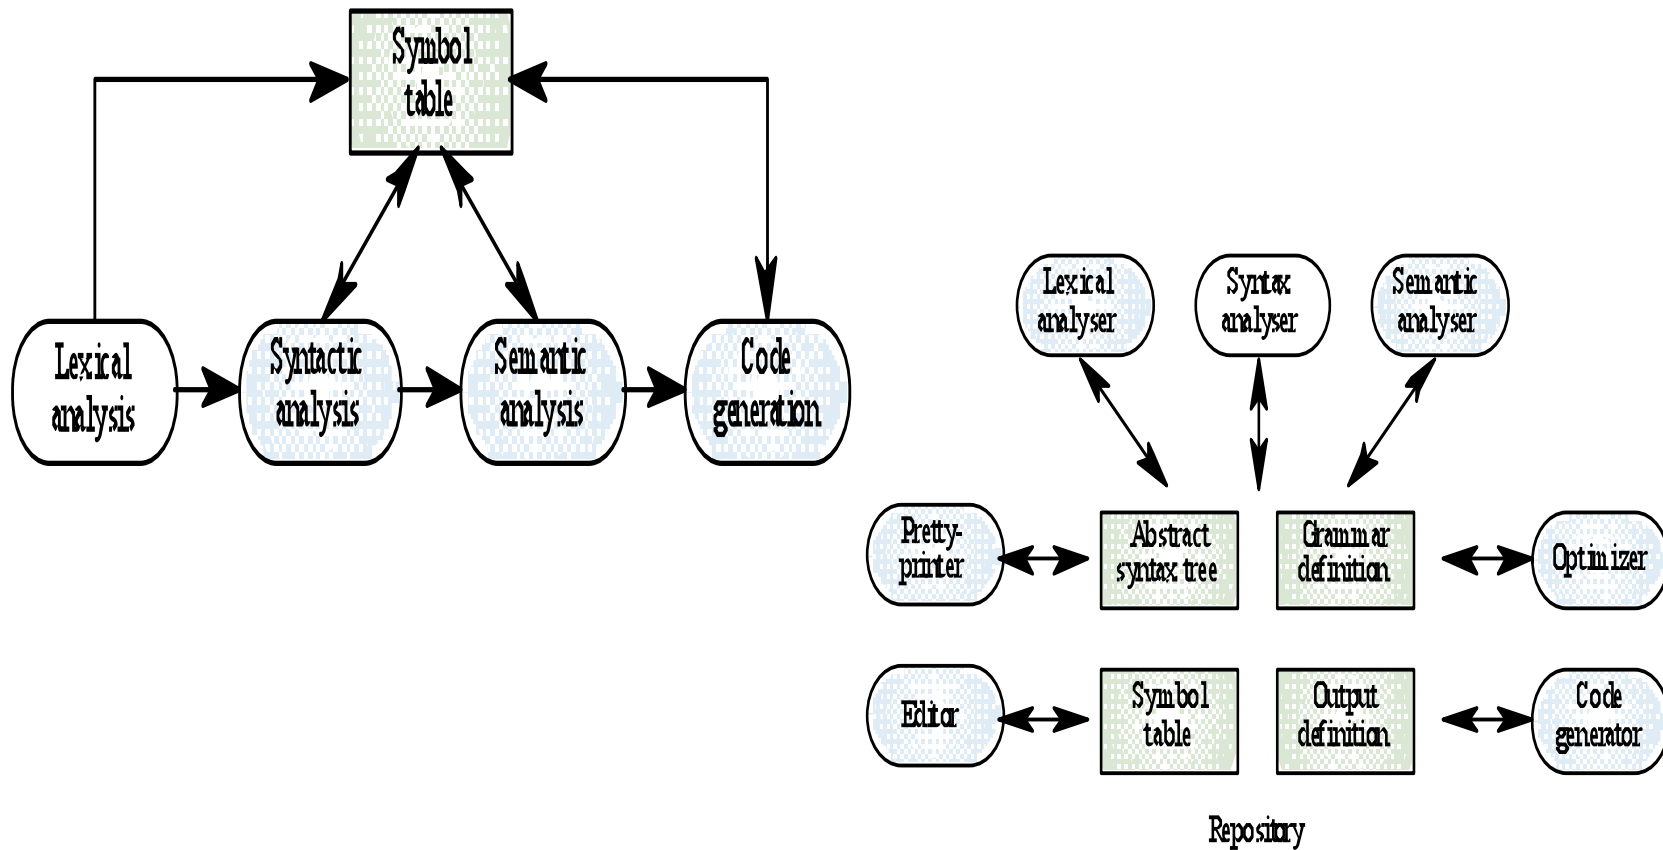 Symbol
table
Lexical
analysis
Syntactic
analysis
Semantic
analysis
Code
generation
Lexical
analyser
Syntax
analyser
Semantic
analyser
Pretty-
printer
Abstract
syntax tree
Grammar
definition
Optimizer
Editor
Symbol
table
Output
definition
Code
generator
Repository